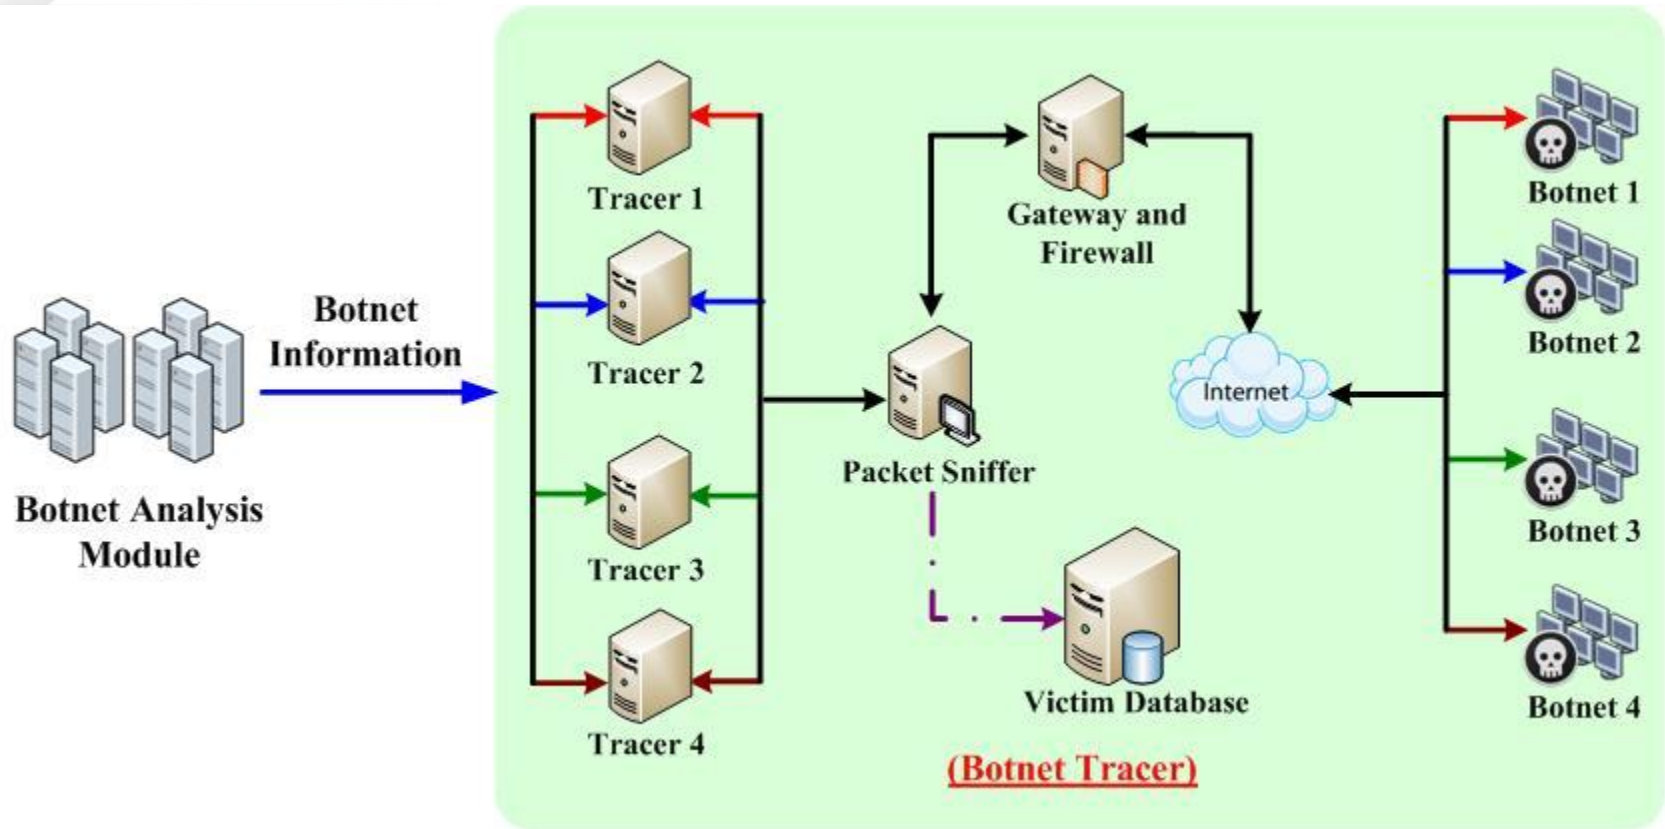 Botnet Analysis
Module
Botnet
Information
Tracer 1
Tracer 2
Tracer 3
Tracer 4
Packet Sniffer
Gateway and
Firewall
Internet
Victim Database
(Botnet Tracer)
Botnet 1
Botnet 2
Botnet 3
Botnet 4